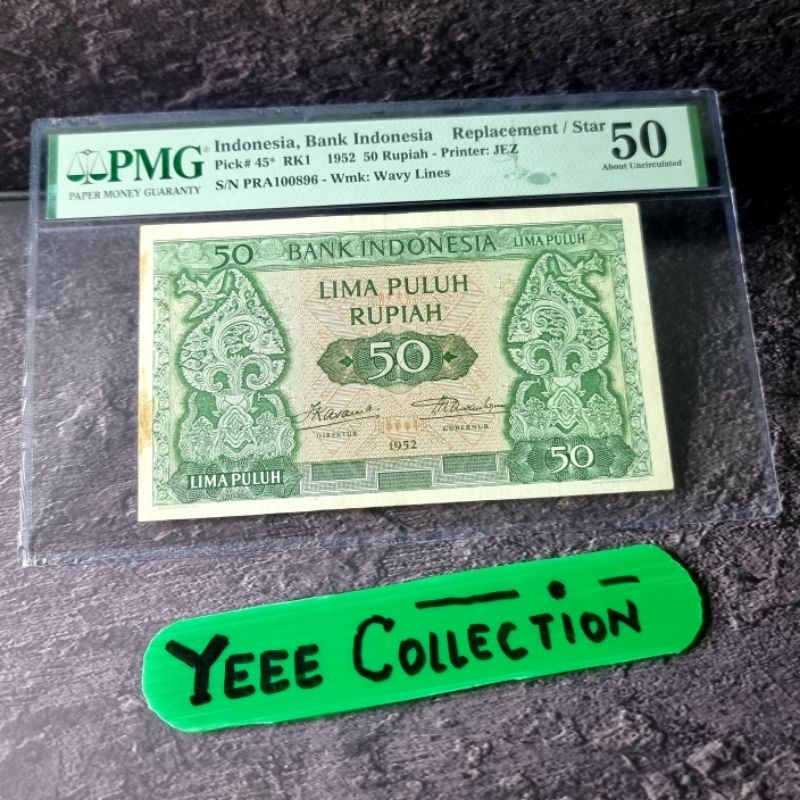 PMG
PAPER MONEY GUARANTY
Indonesia, Bank Indonesia Replacement / Star
Pick# 45* RK1 1952 50 Rupiah - Printer: JEZ
S/N PRA100896 - Wmk: Wavy Lines
50
About Uncirculated
50 BANK INDONESIA LIMA PULUH
LIMA PULUH
RUPIAH
50
DIREKTUR GUBERNUR
1952
LIMA PULUH 50
YEEE COLLECTION